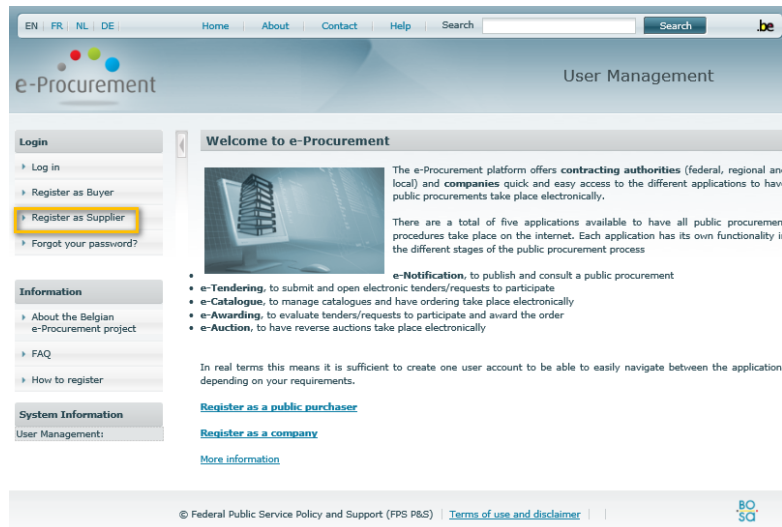 EN FR NL DE Home About Contact Help Search Search .be
e-Procurement User Management
Login
Log in
Register as Buyer
Register as Supplier
Forgot your password?
Information
About the Belgian
e-Procurement project
FAQ
How to register
System Information
User Management:
Welcome to e-Procurement
The e-Procurement platform offers contracting authorities (federal, regional and
local) and companies quick and easy access to the different applications to have
public procurements take place electronically.
There are a total of five applications available to have all public procurement
procedures take place on the internet. Each application has its own functionality in
the different stages of the public procurement process
e-Notification, to publish and consult a public procurement
e-Tendering, to submit and open electronic tenders/requests to participate
e-Catalogue, to manage catalogues and have ordering take place electronically
e-Awarding, to evaluate tenders/requests to participate and award the order
e-Auction, to have reverse auctions take place electronically
In real terms this means it is sufficient to create one user account to be able to easily navigate between the application
depending on your requirements.
Register as a public purchaser
Register as a company
More information
© Federal Public Service Policy and Support (FPS P&S) Terms of use and disclaimer
BO
SA